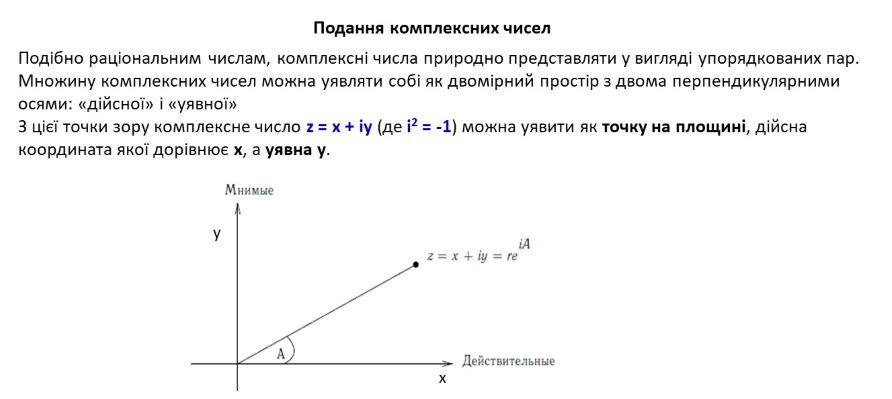 Подання комплексних чисел
Подібно раціональним числам, комплексні числа природно представляти у вигляді упорядкованих пар.
Множину комплексних чисел можна уявляти собі як двомірний простір з двома перпендикулярними
осями: «дійсної» і «уявної»
З цієї точки зору комплексне число z = x + iy (де i² = -1) можна уявити як точку на площині, дійсна
координата якої дорівнює x, а уявна y.
Мнимые
y
z = x + iy = re^{iA}
A
Действительные
x